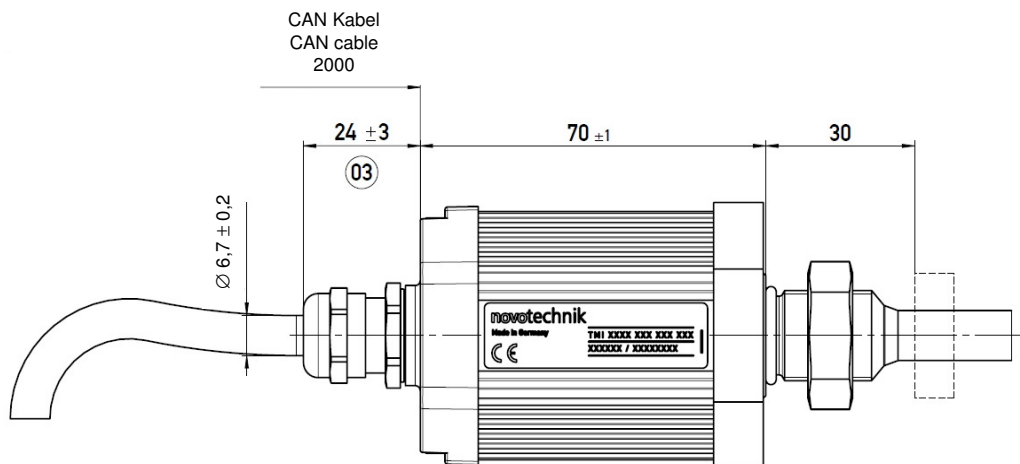 CAN Kabel
CAN cable
2000
24 ±3
70 ±1
30
03
Ø 6,7 ± 0,2
novotechnik
Made in Germany
CE
TMI XXXX XXX XXX XXX
XXXXXX / XXXXXXXX